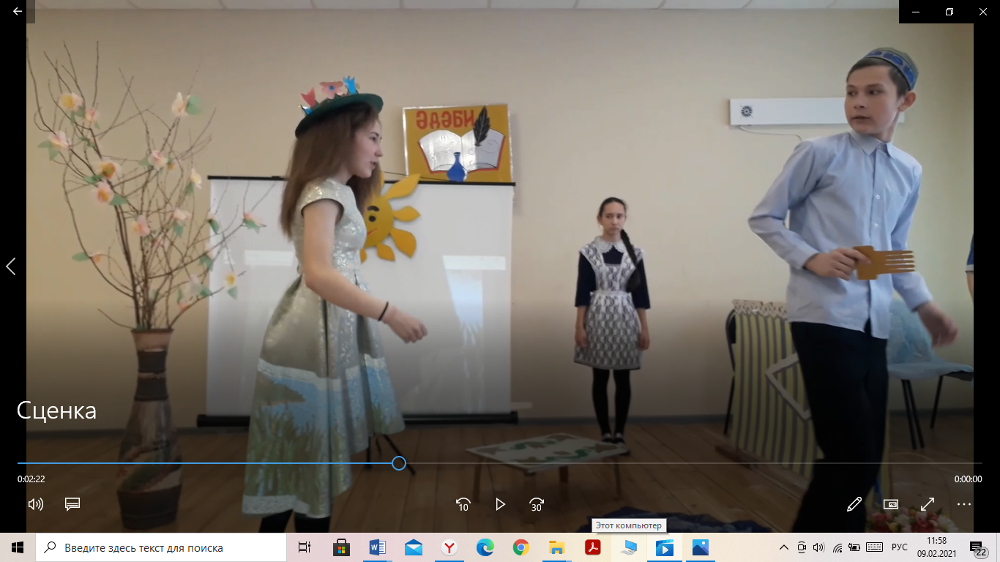 ӘДӘБИ
Сценка
0:02:22
0:00:00
10
30
Этот компьютер
Введите здесь текст для поиска
W
Y
РУС
11:58
09.02.2021
22